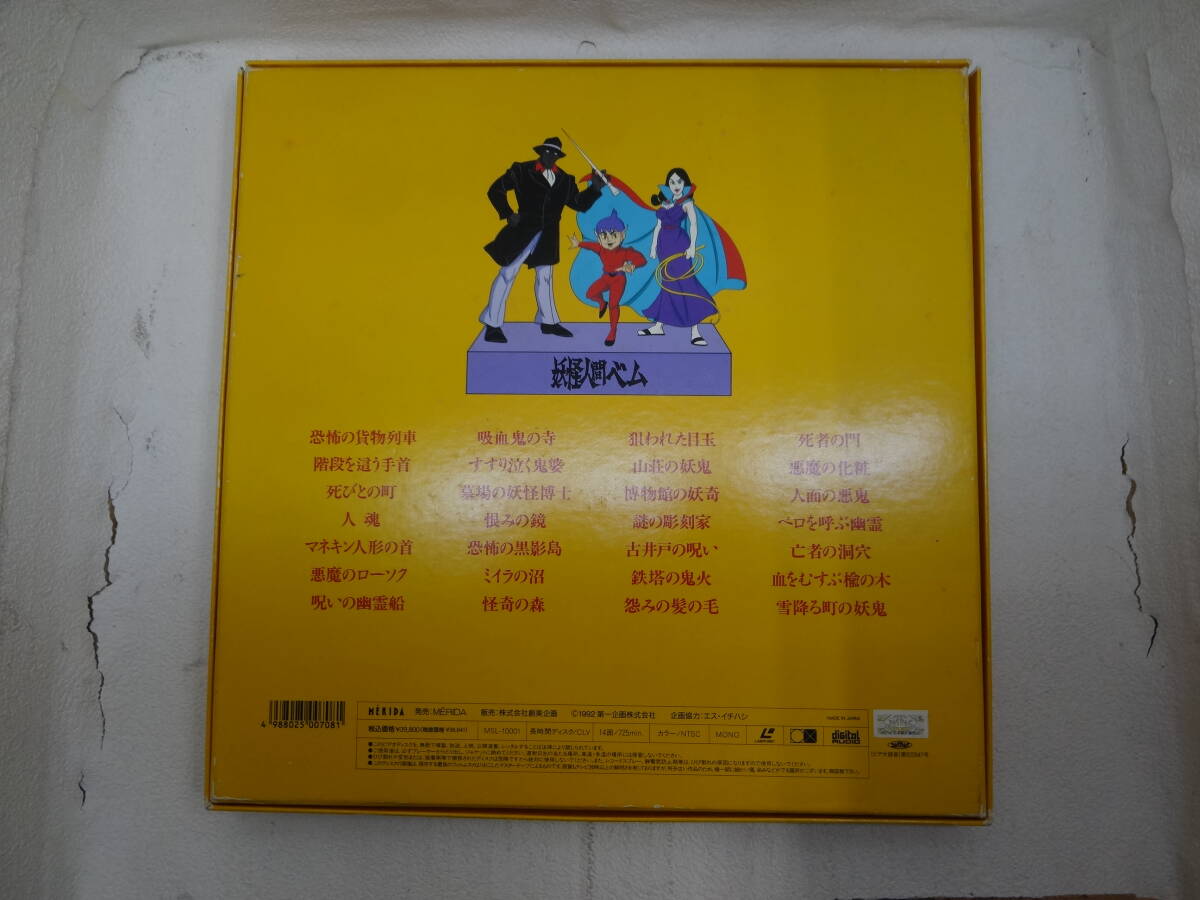 妖怪人間ベム
恐怖の貨物列車 吸血鬼の寺 狙われた目玉 死者の門
階段を這う手首 すすり泣く鬼婆 山荘の妖鬼 悪魔の化粧
死びとの町 墓場の妖怪博士 博物館の妖奇 人面の悪鬼
人魂 恨みの鏡 謎の彫刻家 ベロを呼ぶ幽霊
マネキン人形の首 恐怖の黒影島 古井戸の呪い 亡者の洞穴
悪魔のローソク ミイラの沼 鉄塔の鬼火 血をむすぶ楡の木
呪いの幽霊船 怪奇の森 怨みの髪の毛 雪降る町の妖鬼
4 988025 007081
MÉRIDA 発売:MÉRIDA 販売:株式会社創美企画 ©1992 第一企画株式会社 企画協力:エス・イチハシ MADE IN JAPAN
MSL-10001 長時間ディスク/CLV 14面/725min. カラー/NTSC MONO digital AUDIO